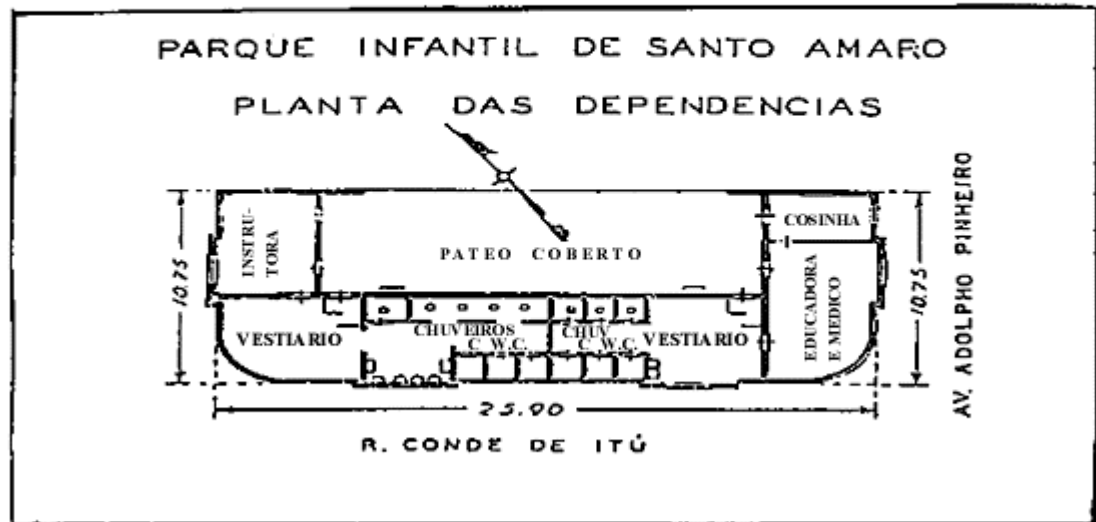 PARQUE INFANTIL DE SANTO AMARO
PLANTA DAS DEPENDENCIAS
INSTRU-
TORA
PATEO COBERTO
COSINHA
EDUCADORA
E MEDICO
VESTIARIO
CHUVEIROS
C. W.C.
CHUV
C. W.C.
VESTIARIO
10.75
10.75
25.90
R. CONDE DE ITÚ
AV. ADOLPHO PINHEIRO